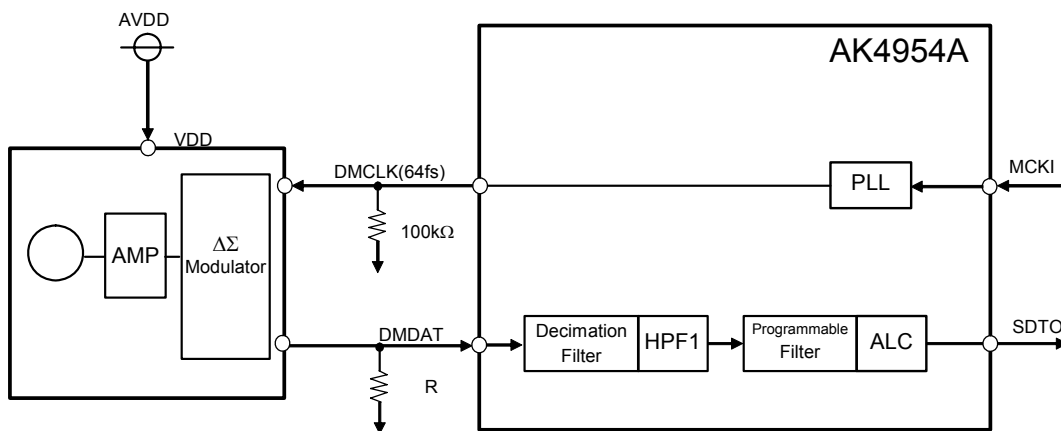 AVDD
AK4954A
VDD
DMCLK(64fs)
PLL
MCKI
100kΩ
AMP
ΔΣ
Modulator
DMDAT
Decimation
Filter
HPF1
Programmable
Filter
ALC
SDTO
R